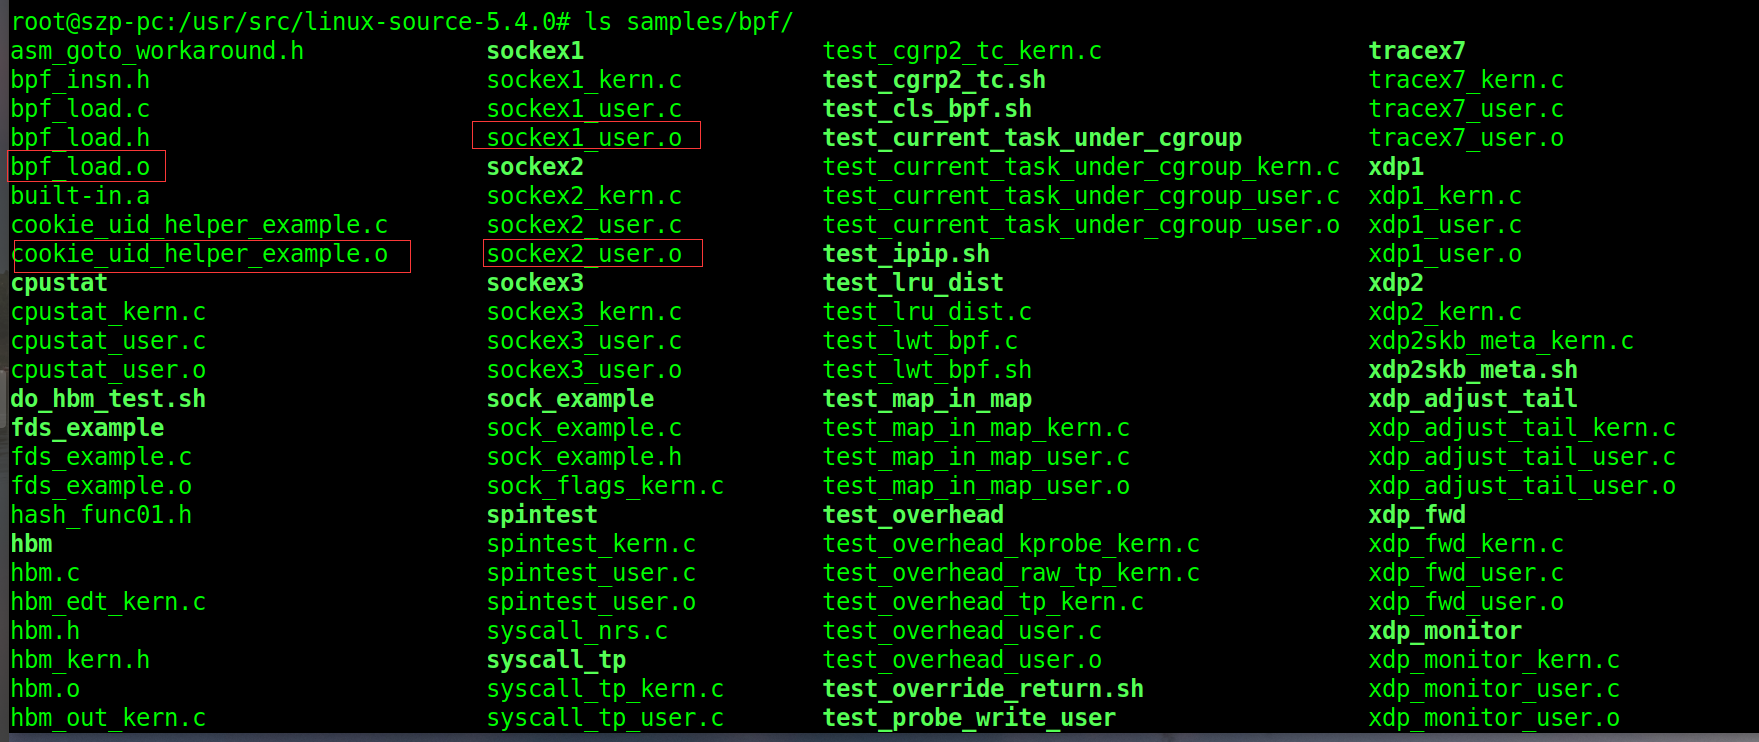 root@szp-pc:/usr/src/linux-source-5.4.0# ls samples/bpf/
asm_goto_workaround.h sockex1 test_cgrp2_tc_kern.c tracex7
bpf_insn.h sockex1_kern.c test_cgrp2_tc.sh tracex7_kern.c
bpf_load.c sockex1_user.c test_cls_bpf.sh tracex7_user.c
bpf_load.h sockex1_user.o test_current_task_under_cgroup tracex7_user.o
bpf_load.o sockex2 test_current_task_under_cgroup_kern.c xdp1
built-in.a sockex2_kern.c test_current_task_under_cgroup_user.c xdp1_kern.c
cookie_uid_helper_example.c sockex2_user.c test_current_task_under_cgroup_user.o xdp1_user.c
cookie_uid_helper_example.o sockex2_user.o test_ipip.sh xdp1_user.o
cpustat sockex3 test_lru_dist xdp2
cpustat_kern.c sockex3_kern.c test_lru_dist.c xdp2_kern.c
cpustat_user.c sockex3_user.c test_lwt_bpf.c xdp2skb_meta_kern.c
cpustat_user.o sockex3_user.o test_lwt_bpf.sh xdp2skb_meta.sh
do_hbm_test.sh sock_example test_map_in_map xdp_adjust_tail
fds_example sock_example.c test_map_in_map_kern.c xdp_adjust_tail_kern.c
fds_example.c sock_example.h test_map_in_map_user.c xdp_adjust_tail_user.c
fds_example.o sock_flags_kern.c test_map_in_map_user.o xdp_adjust_tail_user.o
hash_func01.h spintest test_overhead xdp_fwd
hbm spintest_kern.c test_overhead_kprobe_kern.c xdp_fwd_kern.c
hbm.c spintest_user.c test_overhead_raw_tp_kern.c xdp_fwd_user.c
hbm_edt_kern.c spintest_user.o test_overhead_tp_kern.c xdp_fwd_user.o
hbm.h syscall_nrs.c test_overhead_user.c xdp_monitor
hbm_kern.h syscall_tp test_overhead_user.o xdp_monitor_kern.c
hbm.o syscall_tp_kern.c test_override_return.sh xdp_monitor_user.c
hbm_out_kern.c syscall_tp_user.c test_probe_write_user xdp_monitor_user.o